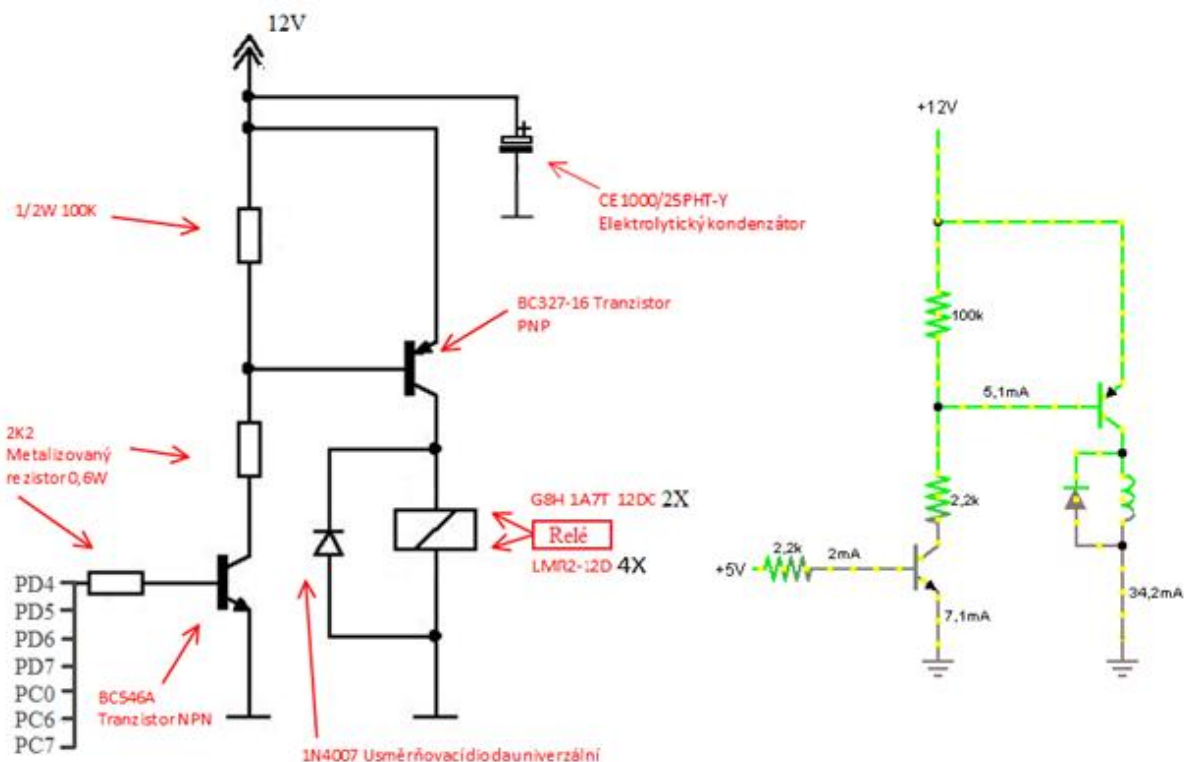 12V
1/2W 100K
CE1000/25PHT-Y
Elektrolytický kondenzátor
BC327-16 Tranzistor
PNP
2K2
Metalizovaný
rezistor 0,6W
G8H 1A7T 12DC 2X
Relé
LMR2-12D 4X
PD4
PD5
PD6
PD7
PC0
PC6
PC7
BC546A
Tranzistor NPN
1N4007 Usměrňovací dioda univerzální
+12V
100k
5,1mA
2,2k
2,2k
+5V
2mA
7,1mA
34,2mA